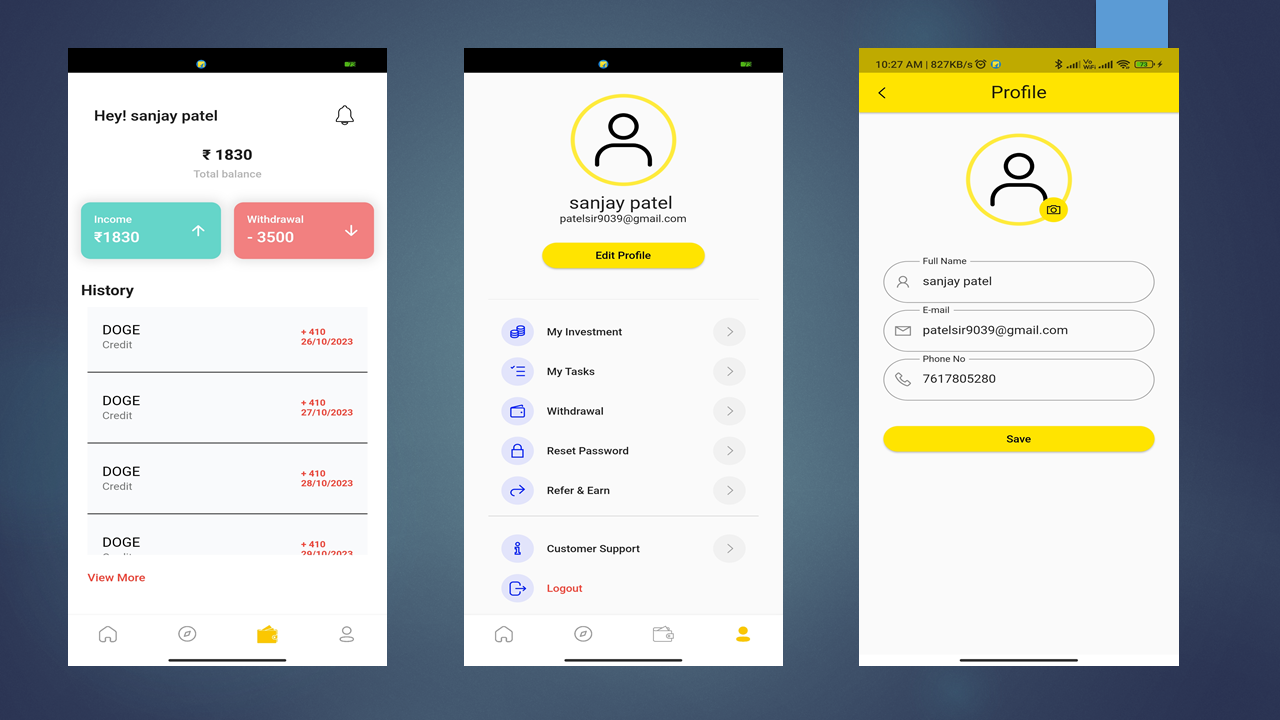 Hey! sanjay patel
₹ 1830
Total balance
Income
₹1830
Withdrawal
- 3500
History
DOGE
Credit
+ 410
26/10/2023
DOGE
Credit
+ 410
27/10/2023
DOGE
Credit
+ 410
28/10/2023
DOGE
Credit
+ 410
29/10/2023
View More
sanjay patel
patelsir9039@gmail.com
Edit Profile
My Investment
My Tasks
Withdrawal
Reset Password
Refer & Earn
Customer Support
Logout
10:27 AM | 827KB/s
Vo
WiFi
Profile
Full Name
sanjay patel
E-mail
patelsir9039@gmail.com
Phone No
7617805280
Save